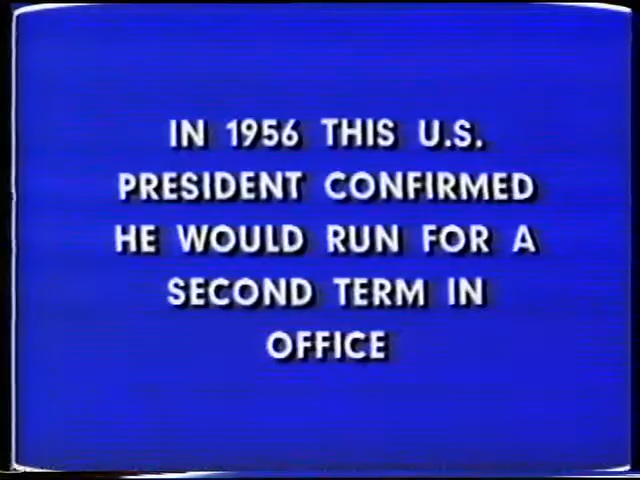 IN 1956 THIS U.S.
PRESIDENT CONFIRMED
HE WOULD RUN FOR A
SECOND TERM IN
OFFICE